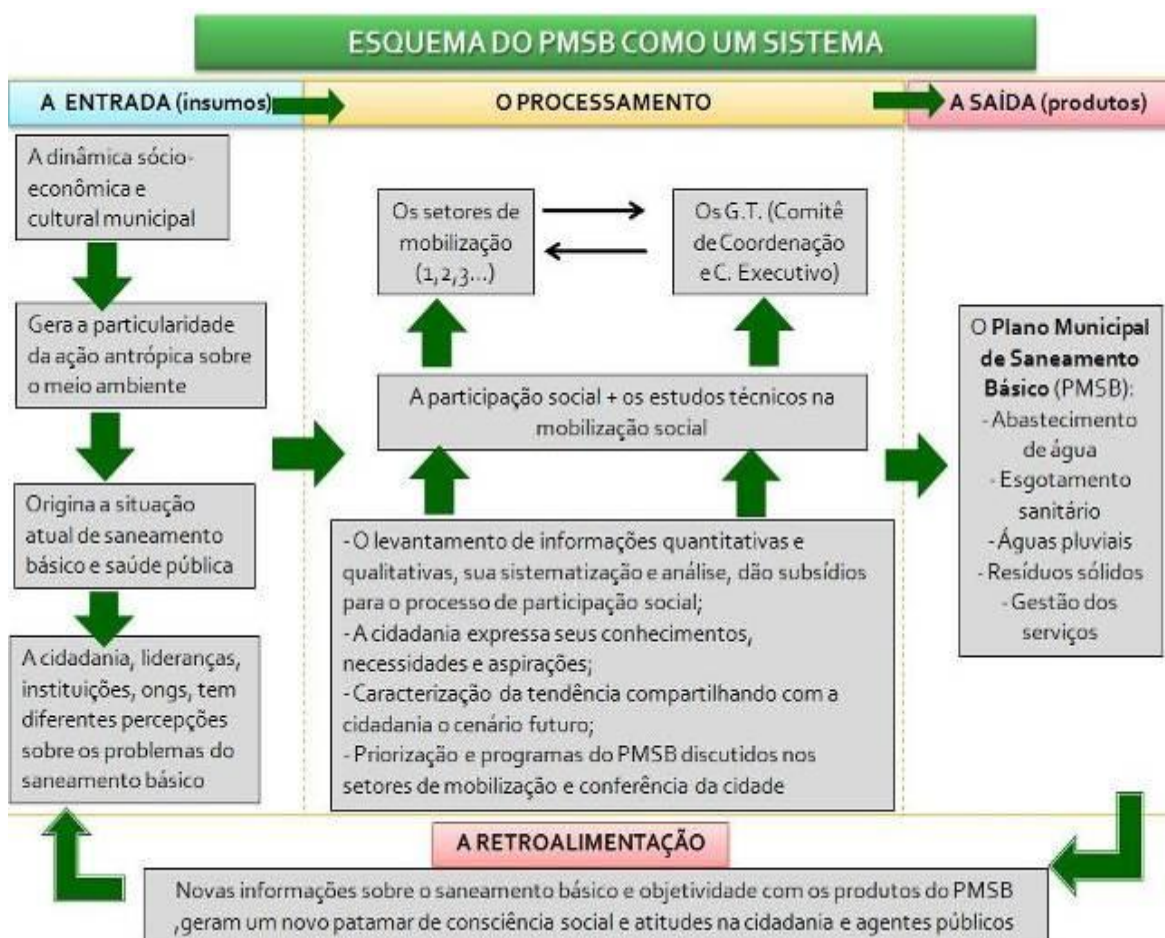 ESQUEMA DO PMSB COMO UM SISTEMA
A ENTRADA (insumos)
O PROCESSAMENTO
A SAÍDA (produtos)
A dinâmica sócio-
econômica e
cultural municipal
Gera a particularidade
da ação antrópica sobre
o meio ambiente
Origina a situação
atual de saneamento
básico e saúde pública
A cidadania, lideranças,
instituições, ongs, tem
diferentes percepções
sobre os problemas do
saneamento básico
Os setores de
mobilização
(1, 2, 3...)
Os G.T. (Comitê
de Coordenação
e C. Executivo)
A participação social + os estudos técnicos na
mobilização social
- O levantamento de informações quantitativas e
qualitativas, sua sistematização e análise, dão subsídios
para o processo de participação social;
- A cidadania expressa seus conhecimentos,
necessidades e aspirações;
- Caracterização da tendência compartilhando com a
cidadania o cenário futuro;
- Priorização e programas do PMSB discutidos nos
setores de mobilização e conferência da cidade
O Plano Municipal
de Saneamento
Básico (PMSB):
- Abastecimento
de água
- Esgotamento
sanitário
- Águas pluviais
- Resíduos sólidos
- Gestão dos
serviços
A RETROALIMENTAÇÃO
Novas informações sobre o saneamento básico e objetividade com os produtos do PMSB
,geram um novo patamar de consciência social e atitudes na cidadania e agentes públicos